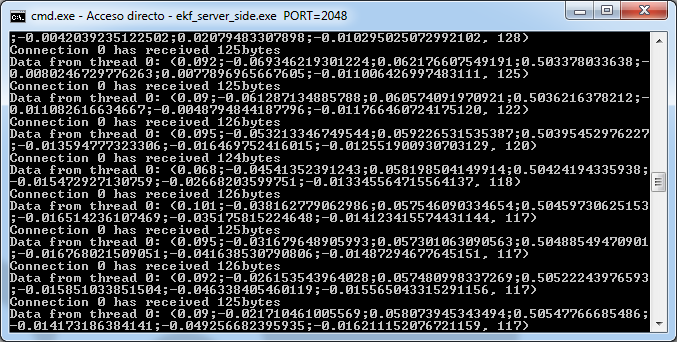 cmd.exe - Acceso directo - ekf_server_side.exe PORT=2048
;-0.0042039235122502;0.02079483307898;-0.010295025072992102, 128)
Connection 0 has received 125bytes
Data from thread 0: (0.092;-0.069346219301224;0.062176607549191;0.503378033638;-
0.0080246729776263;0.0077896965667605;-0.011006426997483111, 125)
Connection 0 has received 125bytes
Data from thread 0: (0.09;-0.061287134885788;0.060574091970921;0.5036216378212;-
0.011082616634667;-0.0048794844187796;-0.011766460724175120, 122)
Connection 0 has received 126bytes
Data from thread 0: (0.095;-0.053213346749544;0.059226531535387;0.50395452976227
;-0.013594777323306;-0.016469752416015;-0.012551900930703129, 120)
Connection 0 has received 124bytes
Data from thread 0: (0.068;-0.04541352391243;0.058198504149914;0.50424194335938;
-0.015472927130759;-0.026682035999751;-0.013345564715564137, 118)
Connection 0 has received 126bytes
Data from thread 0: (0.101;-0.038162779062986;0.057546090334654;0.50459730625153
;-0.016514236107469;-0.035175815224648;-0.014123415574431144, 117)
Connection 0 has received 126bytes
Data from thread 0: (0.095;-0.031679648905993;0.057301063090563;0.50488549470901
;-0.016768021509051;-0.041638530790806;-0.01487294677645151, 117)
Connection 0 has received 125bytes
Data from thread 0: (0.092;-0.026153543964028;0.057480998337269;0.50522243976593
;-0.015851033851504;-0.046338405460119;-0.015565043315291156, 117)
Connection 0 has received 126bytes
Data from thread 0: (0.09;-0.021710461005569;0.058073945343494;0.50547766685486;
-0.014173186384141;-0.049256682395935;-0.016211152076721159, 117)